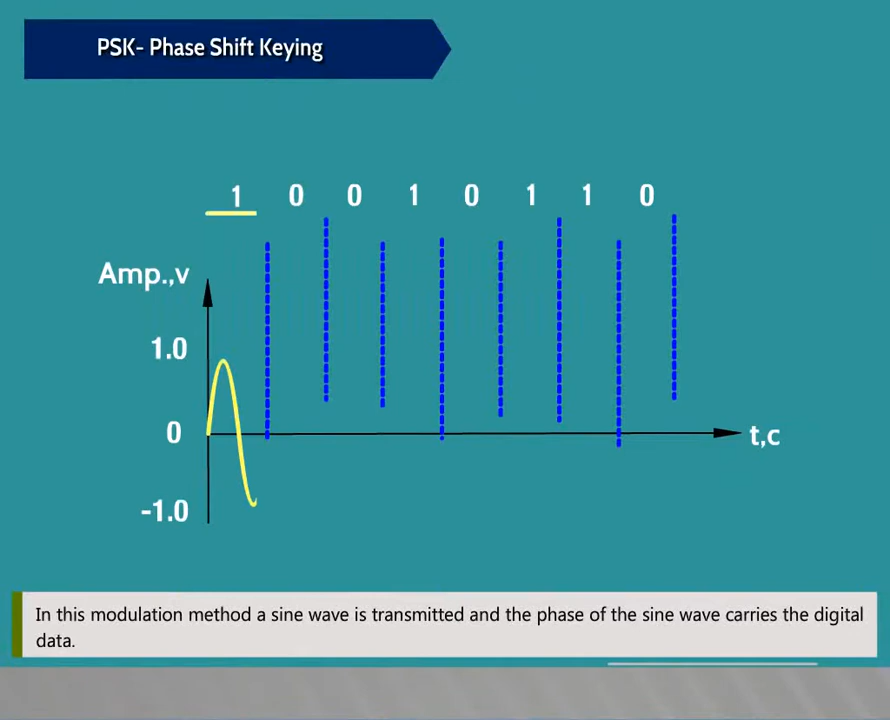 PSK- Phase Shift Keying
1 0 0 1 0 1 1 0
Amp.,v
1.0
0
t,c
-1.0
In this modulation method a sine wave is transmitted and the phase of the sine wave carries the digital
data.